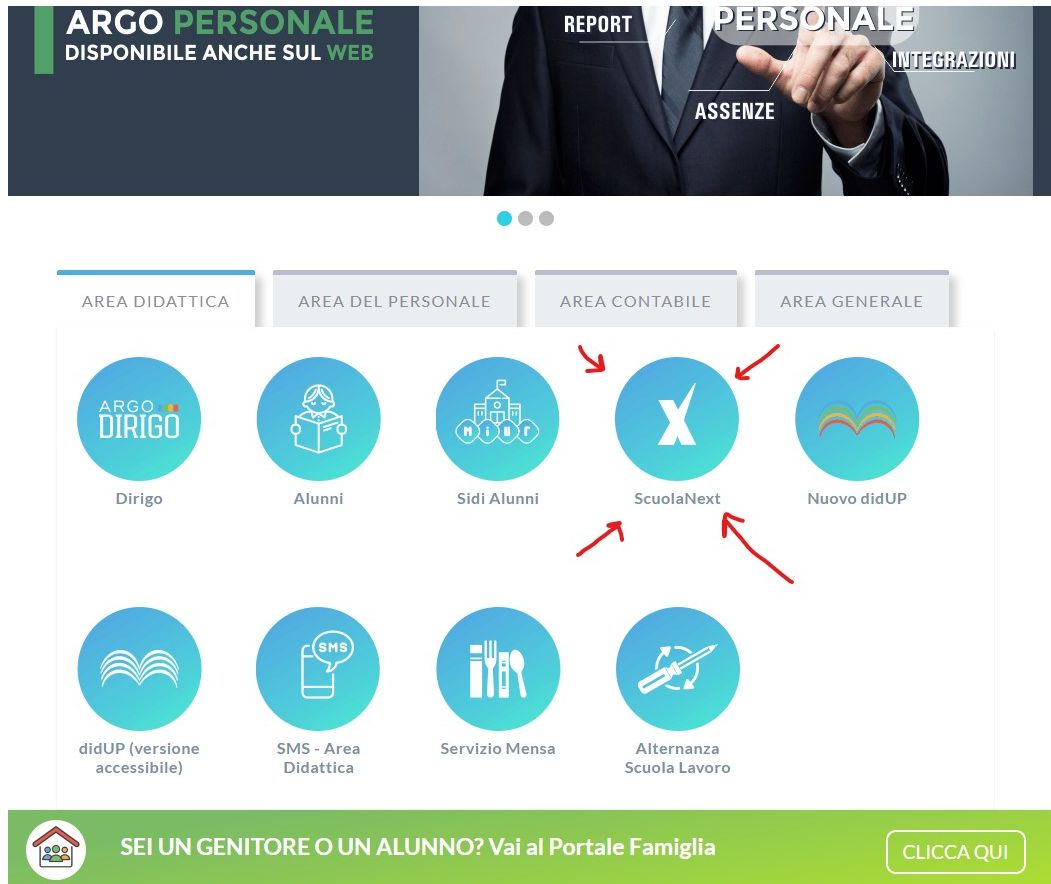 ARGO PERSONALE
DISPONIBILE ANCHE SUL WEB
REPORT
PERSONALE
INTEGRAZIONI
ASSENZE
AREA DIDATTICA
AREA DEL PERSONALE
AREA CONTABILE
AREA GENERALE
ARGO
DIRIGO
MIUR
X
Dirigo
Alunni
Sidi Alunni
ScuolaNext
Nuovo didUP
SMS
didUP (versione
accessibile)
SMS - Area
Didattica
Servizio Mensa
Alternanza
Scuola Lavoro
SEI UN GENITORE O UN ALUNNO? Vai al Portale Famiglia
CLICCA QUI